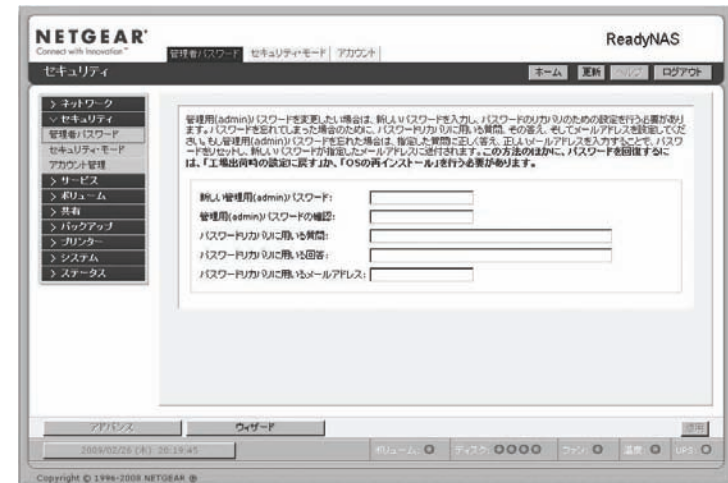 NETGEAR
Connect with Innovation™
ReadyNAS
管理者パスワード セキュリティ・モード アカウント
セキュリティ
ホーム 更新 ヘルプ ログアウト
> ネットワーク
∨ セキュリティ
管理者パスワード
セキュリティ・モード
アカウント管理
> サービス
> ボリューム
> 共有
> バックアップ
> プリンター
> システム
> ステータス
管理用(admin)パスワードを変更したい場合は、新しいパスワードを入力し、パスワードのリカバリのための設定を行う必要があり
ます。パスワードを忘れてしまった場合のために、パスワードリカバリに用いる質問、その答え、そしてメールアドレスを設定してくだ
さい。もし管理用(admin)パスワードを忘れた場合は、指定した質問に正しく答え、正しいメールアドレスを入力することで、パスワ
ードをリセットし、新しいパスワードが指定したメールアドレスに送付されます。この方法のほかに、パスワードを回復するに
は、「工場出荷時の設定に戻す」か、「OSの再インストール」を行う必要があります。
新しい管理用(admin)パスワード:
管理用(admin)パスワードの確認:
パスワードリカバリに用いる質問:
パスワードリカバリに用いる回答:
パスワードリカバリに用いるメールアドレス:
アドバンス ウィザード 適用
2009/02/26 (木) 20:19:45 ボリューム: ディスク: ファン: 温度 UPS:
Copyright © 1996-2008 NETGEAR ®